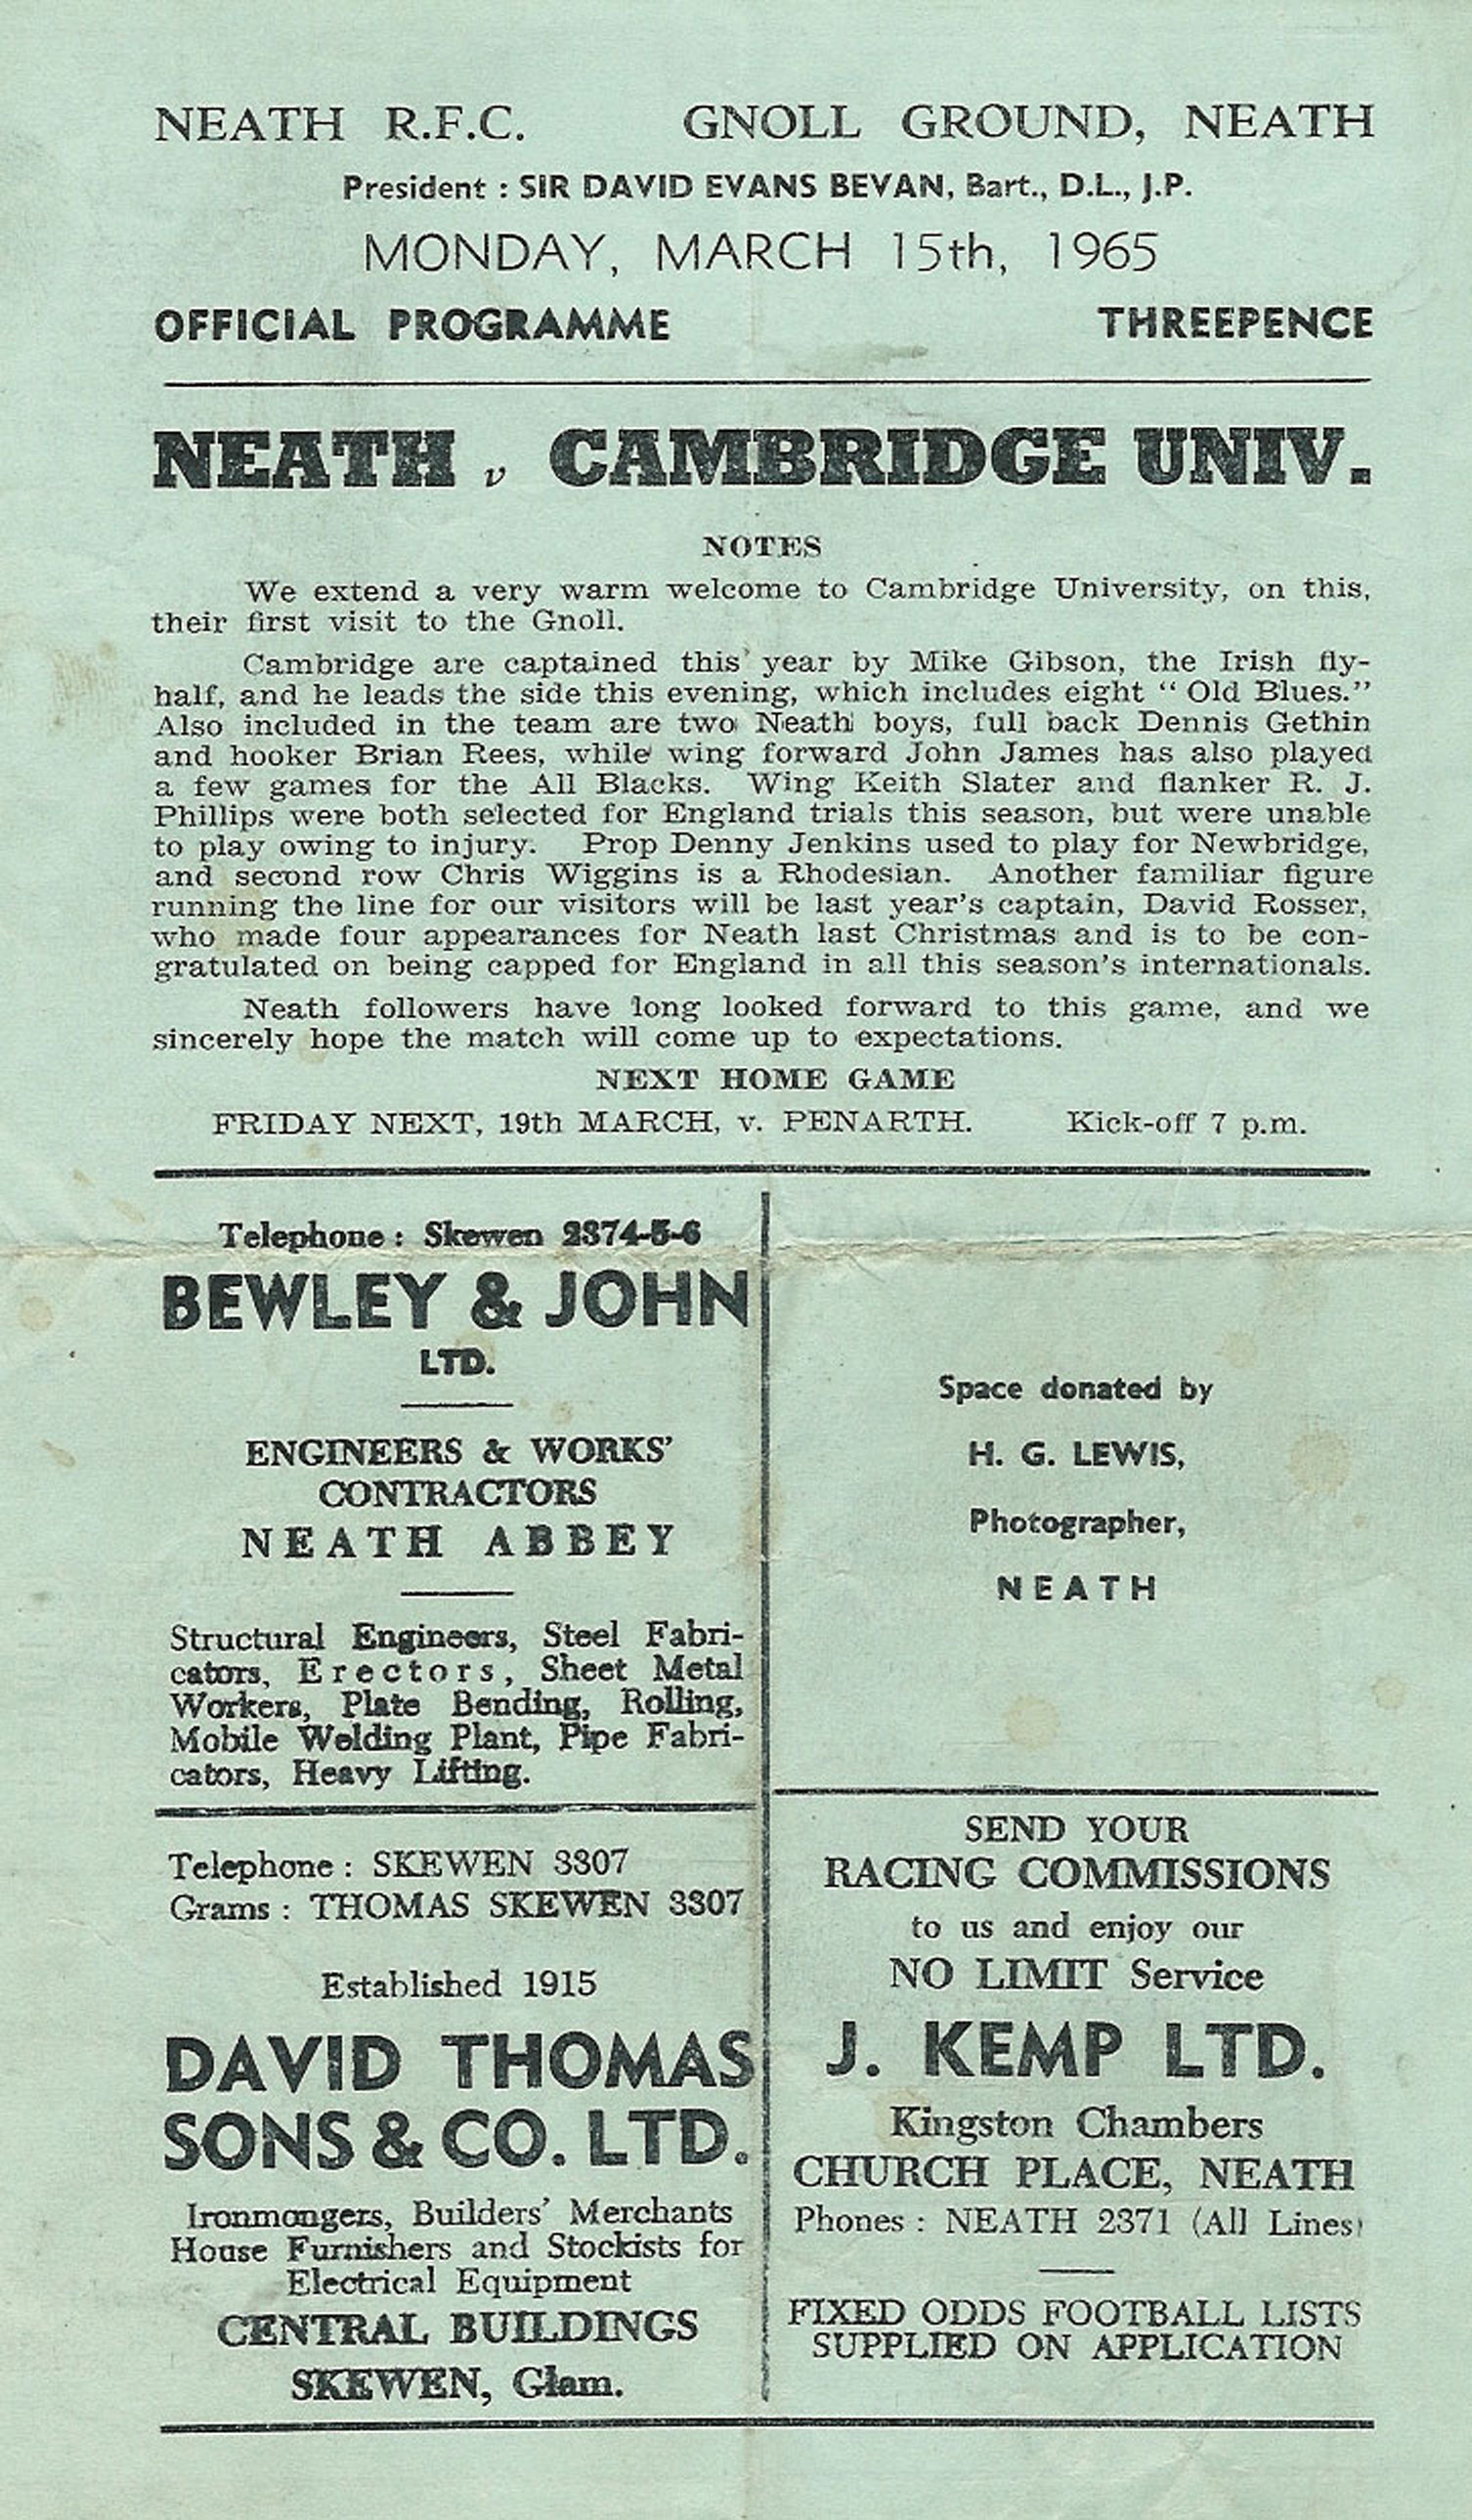 NEATH R.F.C. GNOLL GROUND, NEATH
President : SIR DAVID EVANS BEVAN, Bart., D.L., J.P.
MONDAY, MARCH 15th, 1965
OFFICIAL PROGRAMME THREEPENCE
NEATH v CAMBRIDGE UNIV.
NOTES
We extend a very warm welcome to Cambridge University, on this,
their first visit to the Gnoll.
Cambridge are captained this year by Mike Gibson, the Irish fly-
half, and he leads the side this evening, which includes eight “ Old Blues.”
Also included in the team are two Neath boys, full back Dennis Gethin
and hooker Brian Rees, while wing forward John James has also played
a few games for the All Blacks. Wing Keith Slater and flanker R. J.
Phillips were both selected for England trials this season, but were unable
to play owing to injury. Prop Denny Jenkins used to play for Newbridge,
and second row Chris Wiggins is a Rhodesian. Another familiar figure
running the line for our visitors will be last year's captain, David Rosser,
who made four appearances for Neath last Christmas and is to be con-
gratulated on being capped for England in all this season's internationals.
Neath followers have long looked forward to this game, and we
sincerely hope the match will come up to expectations.
NEXT HOME GAME
FRIDAY NEXT, 19th MARCH, v. PENARTH. Kick-off 7 p.m.
Telephone : Skewen 2374-5-6
BEWLEY & JOHN
LTD.
ENGINEERS & WORKS'
CONTRACTORS
NEATH ABBEY
Structural Engineers, Steel Fabri-
cators, Erectors, Sheet Metal
Workers, Plate Bending, Rolling,
Mobile Welding Plant, Pipe Fabri-
cators, Heavy Lifting.
Telephone : SKEWEN 3307
Grams : THOMAS SKEWEN 3307
Established 1915
DAVID THOMAS
SONS & CO. LTD.
Ironmongers, Builders' Merchants
House Furnishers and Stockists for
Electrical Equipment
CENTRAL BUILDINGS
SKEWEN, Glam.
Space donated by
H. G. LEWIS,
Photographer,
NEATH
SEND YOUR
RACING COMMISSIONS
to us and enjoy our
NO LIMIT Service
J. KEMP LTD.
Kingston Chambers
CHURCH PLACE, NEATH
Phones : NEATH 2371 (All Lines)
FIXED ODDS FOOTBALL LISTS
SUPPLIED ON APPLICATION